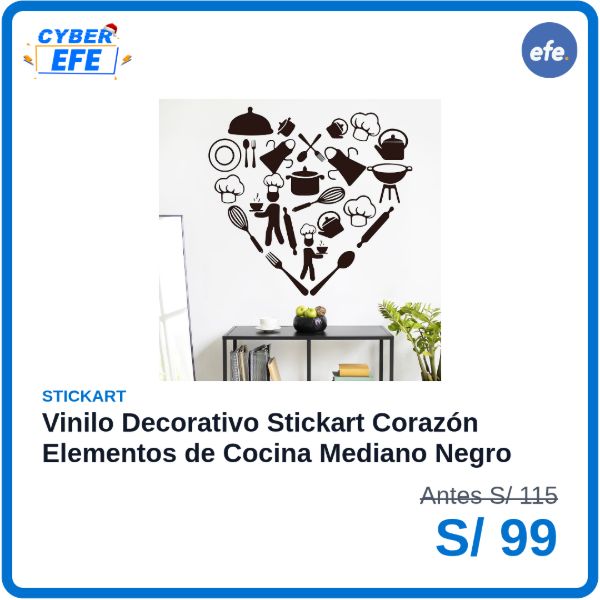 CYBER
EFE
efe.
STICKART
Vinilo Decorativo Stickart Corazón
Elementos de Cocina Mediano Negro
Antes S/ 115
S/ 99